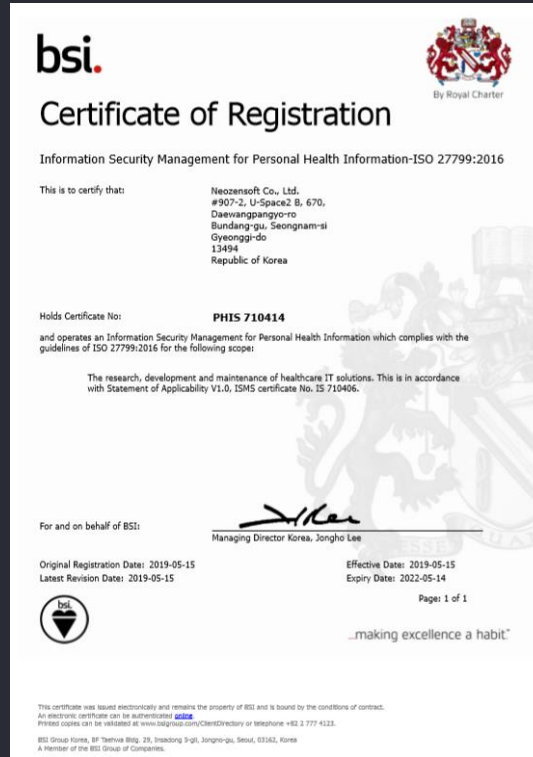 bsi.
By Royal Charter
Certificate of Registration
Information Security Management for Personal Health Information-ISO 27799:2016
This is to certify that:
Neozensoft Co., Ltd.
#907-2, U-Space2 B, 670,
Daewangpangyo-ro
Bundang-gu, Seongnam-si
Gyeonggi-do
13494
Republic of Korea
Holds Certificate No:
PHIS 710414
and operates an Information Security Management for Personal Health Information which complies with the
guidelines of ISO 27799:2016 for the following scope:
The research, development and maintenance of healthcare IT solutions. This is in accordance
with Statement of Applicability V1.0, ISMS certificate No. IS 710406.
For and on behalf of BSI:
Managing Director Korea, Jongho Lee
Original Registration Date: 2019-05-15
Effective Date: 2019-05-15
Latest Revision Date: 2019-05-15
Expiry Date: 2022-05-14
Page: 1 of 1
bsi.
...making excellence a habit.™
This certificate was issued electronically and remains the property of BSI and is bound by the conditions of contract.
An electronic certificate can be authenticated online.
Printed copies can be validated at www.bsigroup.com/ClientDirectory or telephone +82 2 777 4123.
BSI Group Korea, BF Taehwa Bldg. 29, Insadong 5-gil, Jongno-gu, Seoul, 03162, Korea
A Member of the BSI Group of Companies.